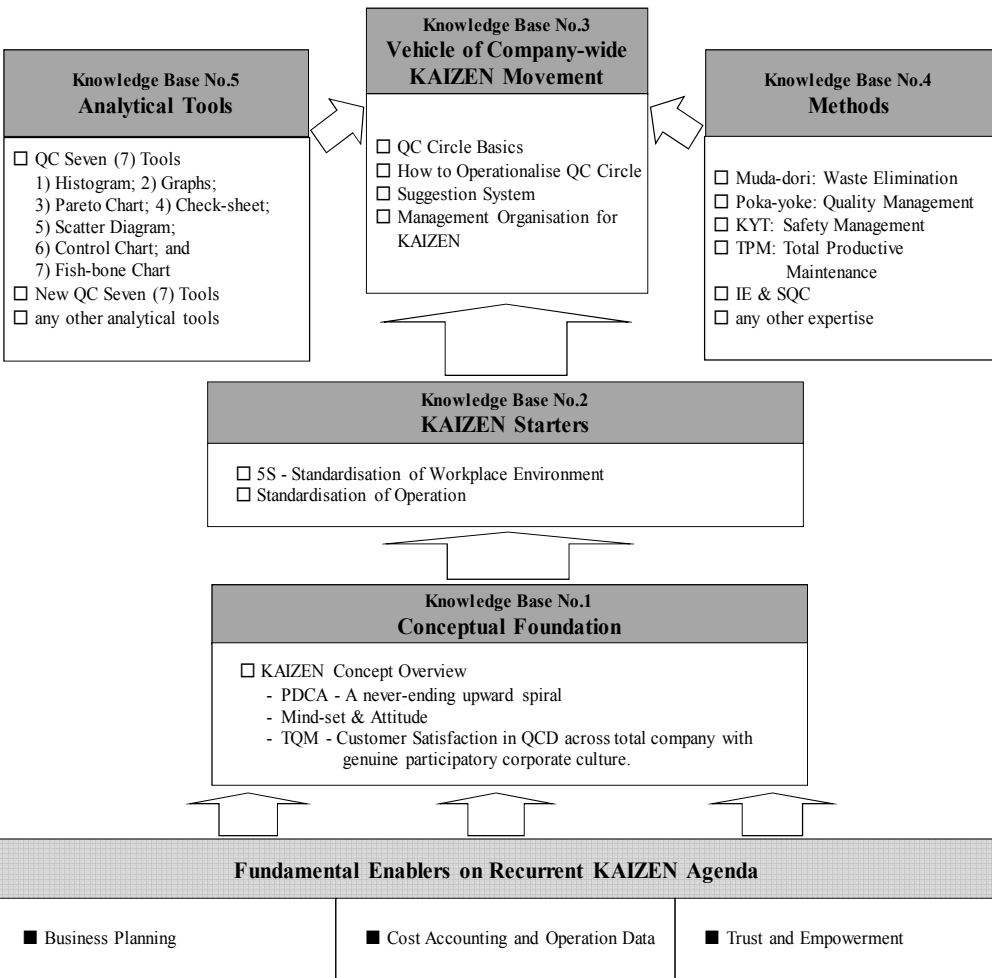 Knowledge Base No.3
Vehicle of Company-wide
KAIZEN Movement
☐ QC Circle Basics
☐ How to Operationalise QC Circle
☐ Suggestion System
☐ Management Organisation for
KAIZEN
Knowledge Base No.5
Analytical Tools
☐ QC Seven (7) Tools
1) Histogram; 2) Graphs;
3) Pareto Chart; 4) Check-sheet;
5) Scatter Diagram;
6) Control Chart; and
7) Fish-bone Chart
☐ New QC Seven (7) Tools
☐ any other analytical tools
Knowledge Base No.4
Methods
☐ Muda-dori: Waste Elimination
☐ Poka-yoke: Quality Management
☐ KYT: Safety Management
☐ TPM: Total Productive
Maintenance
☐ IE & SQC
☐ any other expertise
Knowledge Base No.2
KAIZEN Starters
☐ 5S - Standardisation of Workplace Environment
☐ Standardisation of Operation
Knowledge Base No.1
Conceptual Foundation
☐ KAIZEN Concept Overview
- PDCA - A never-ending upward spiral
- Mind-set & Attitude
- TQM - Customer Satisfaction in QCD across total company with
genuine participatory corporate culture.
Fundamental Enablers on Recurrent KAIZEN Agenda
■ Business Planning
■ Cost Accounting and Operation Data
■ Trust and Empowerment